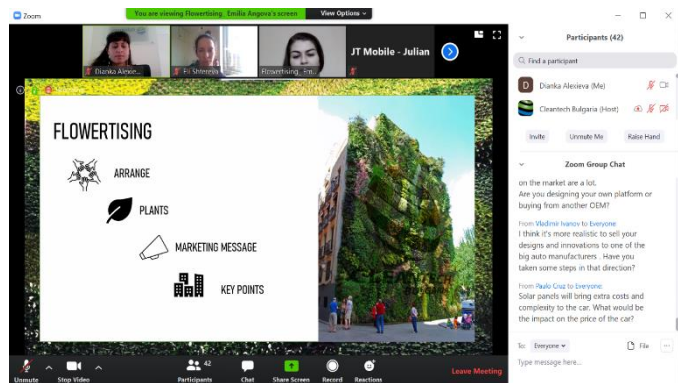 Zoom
You are viewing Flowertising_ Emilia Angova's screen
View Options
Dianka Alexie...
Eli Shtereva
Flowertising_ Em...
JT Mobile - Julian
FLOWERTISING
ARRANGE
PLANTS
MARKETING MESSAGE
KEY POINTS
Unmute
Stop Video
42
Participants
Chat
Share Screen
Record
Reactions
Leave Meeting
Participants (42)
Find a participant
D
Dianka Alexieva (Me)
Cleantech Bulgaria (Host)
Invite
Unmute Me
Raise Hand
Zoom Group Chat
on the market are a lot.
Are you designing your own platform or
buying from another OEM?
From Vladimir Ivanov to Everyone:
I think it's more realistic to sell your
designs and innovations to one of the
big auto manufacturers . Have you
taken some steps in that direction?
From Paulo Cruz to Everyone:
Solar panels will bring extra costs and
complexity to the car. What would be
the impact on the price of the car?
To: Everyone
File
Type message here...